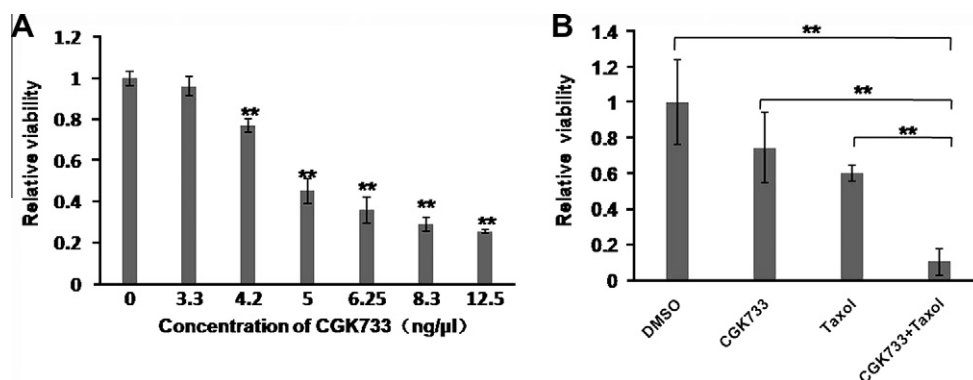 A
Relative viability
1.2
1
0.8
0.6
0.4
0.2
0
**
**
**
**
**
0 3.3 4.2 5 6.25 8.3 12.5
Concentration of CGK733（ng/μl）
B
Relative viability
1.4
1.2
1
0.8
0.6
0.4
0.2
0
**
**
**
DMSO
CGK733
Taxol
CGK733+Taxol